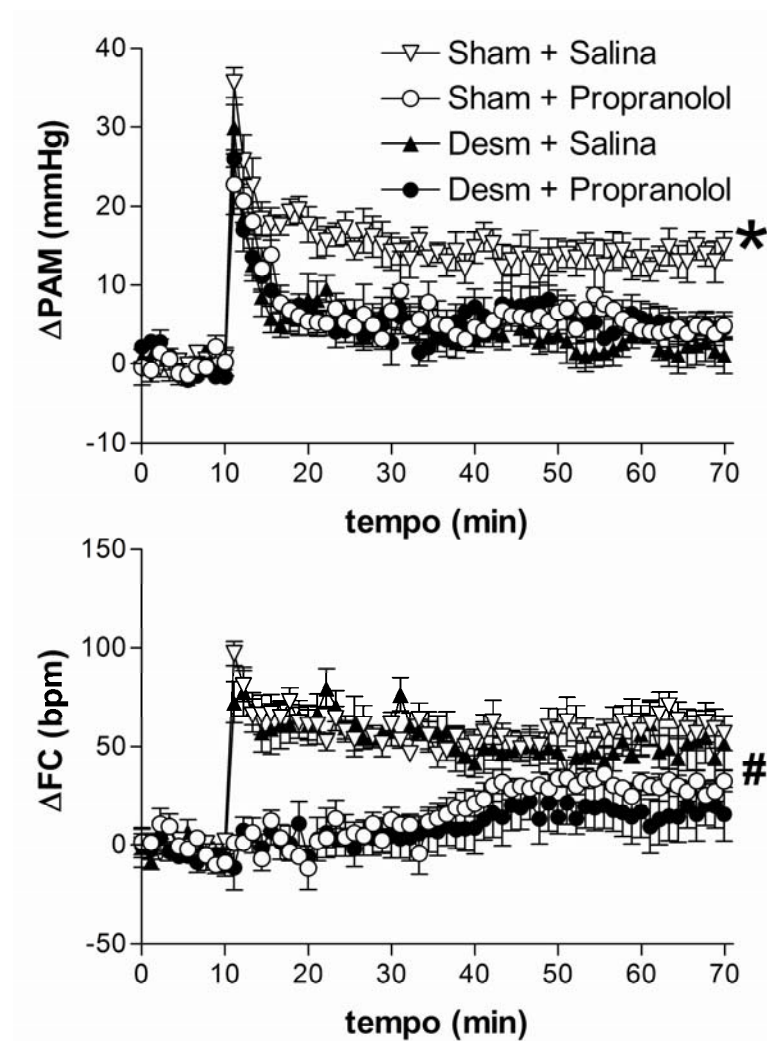 40
30
20
10
0
-10
ΔPAM (mmHg)
Sham + Salina
Sham + Propranolol
Desm + Salina
Desm + Propranolol
*
0 10 20 30 40 50 60 70
tempo (min)
150
100
50
0
-50
ΔFC (bpm)
#
0 10 20 30 40 50 60 70
tempo (min)